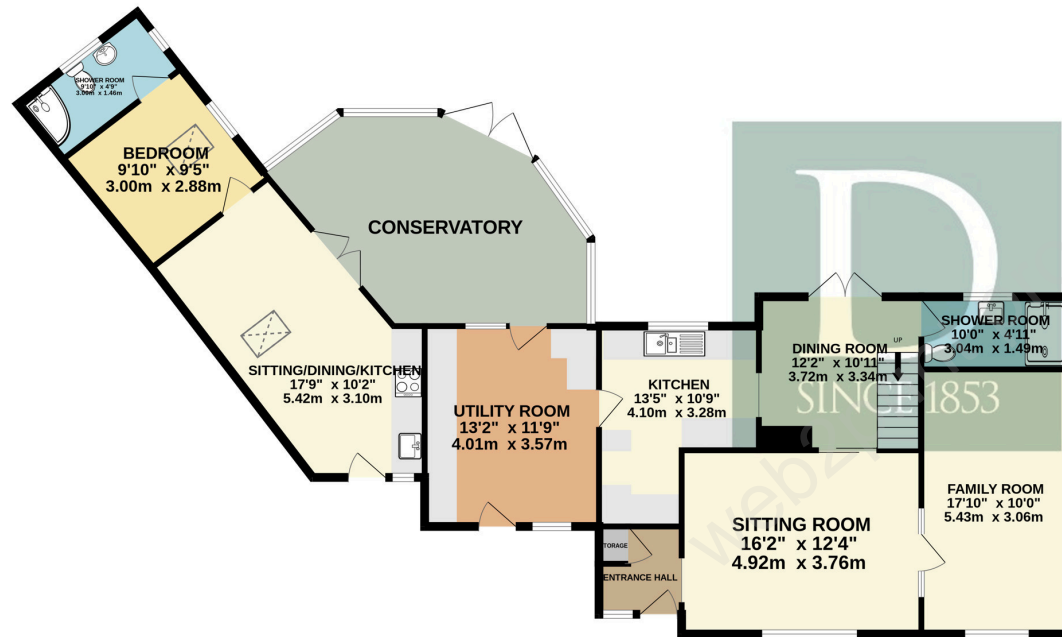 SHOWER ROOM
9'10" x 4'9"
3.00m x 1.46m
BEDROOM
9'10" x 9'5"
3.00m x 2.88m
CONSERVATORY
SITTING/DINING/KITCHEN
17'9" x 10'2"
5.42m x 3.10m
UTILITY ROOM
13'2" x 11'9"
4.01m x 3.57m
KITCHEN
13'5" x 10'9"
4.10m x 3.28m
DINING ROOM
12'2" x 10'11"
3.72m x 3.34m
UP
SHOWER ROOM
10'0" x 4'11"
3.04m x 1.49m
D
SINCE 1853
FAMILY ROOM
17'10" x 10'0"
5.43m x 3.06m
SITTING ROOM
16'2" x 12'4"
4.92m x 3.76m
TORAGE
ENTRANCE HALL